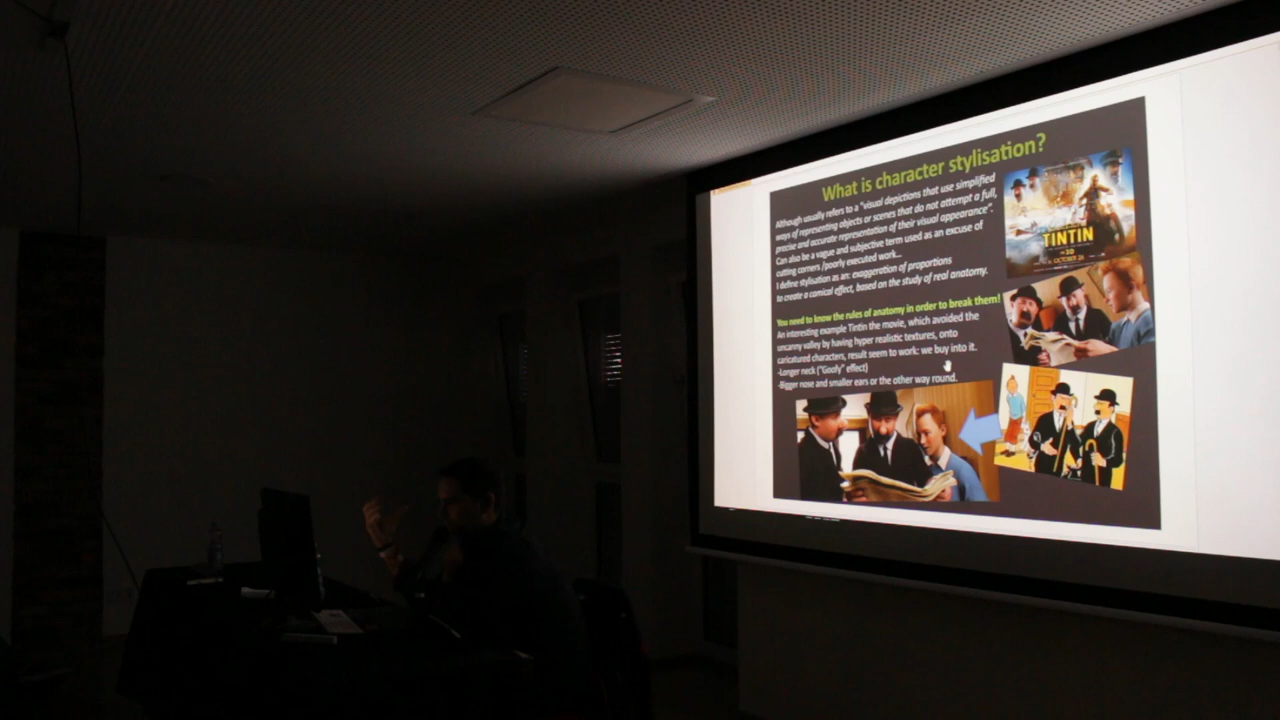 What is character stylisation?
Although usually refers to a "visual depictions that use simplified
ways of representing objects or scenes that do not attempt a full,
precise and accurate representation of their visual appearance".
Can also be a vague and subjective term used as an excuse of
cutting corners /poorly executed work...
I define stylisation as an: exaggeration of proportions
to create a comical effect, based on the study of real anatomy.
You need to know the rules of anatomy in order to break them!
An interesting example Tintin the movie, which avoided the
uncanny valley by having hyper realistic textures, onto
caricatured characters, result seem to work: we buy into it.
-Longer neck ("Goofy" effect)
-Bigger nose and smaller ears or the other way round.
TINTIN
OCTOBER 26